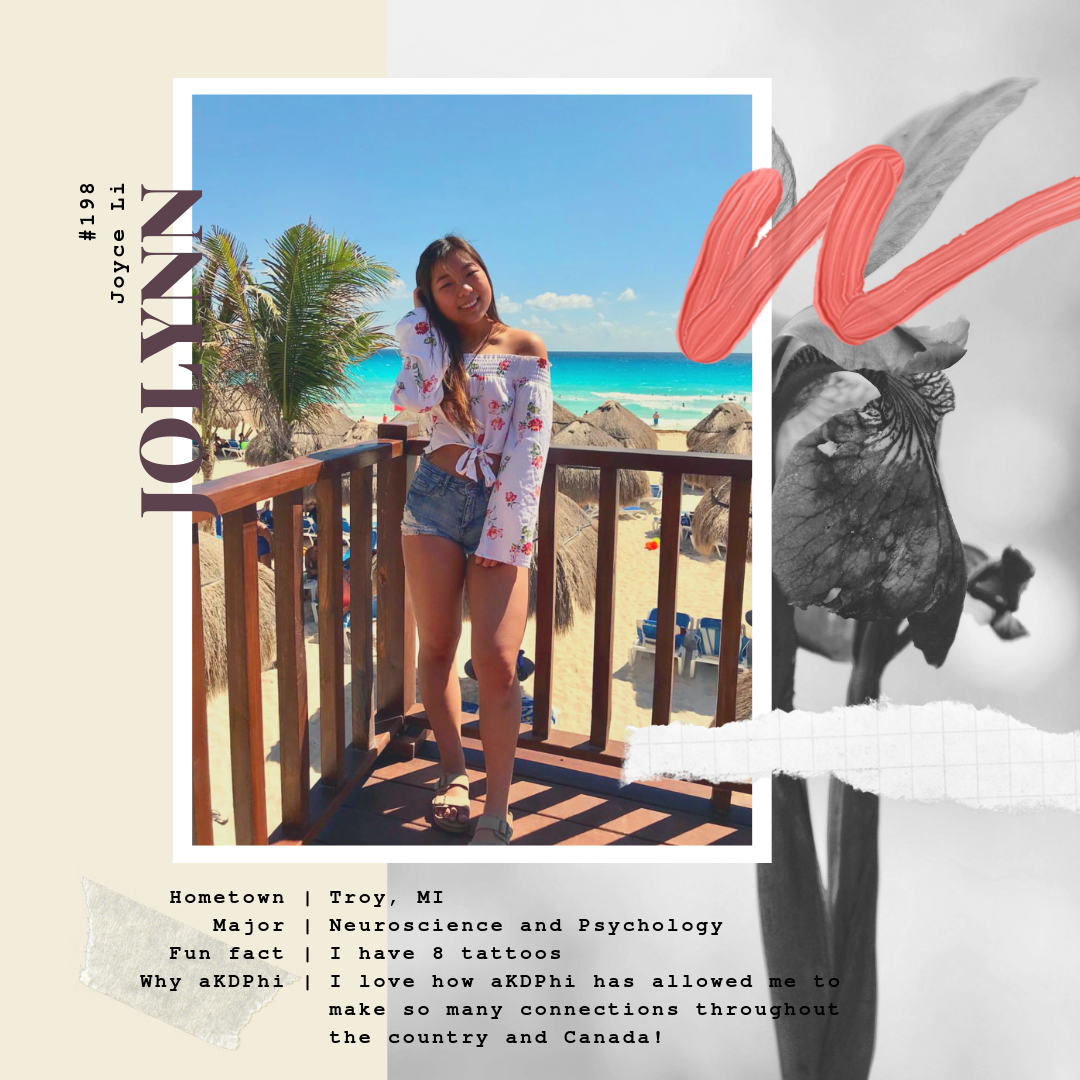 #198
Joyce Li
JOLYNN
Hometown | Troy, MI
Major | Neuroscience and Psychology
Fun fact | I have 8 tattoos
Why aKDPhi | I love how aKDPhi has allowed me to
make so many connections throughout
the country and Canada!